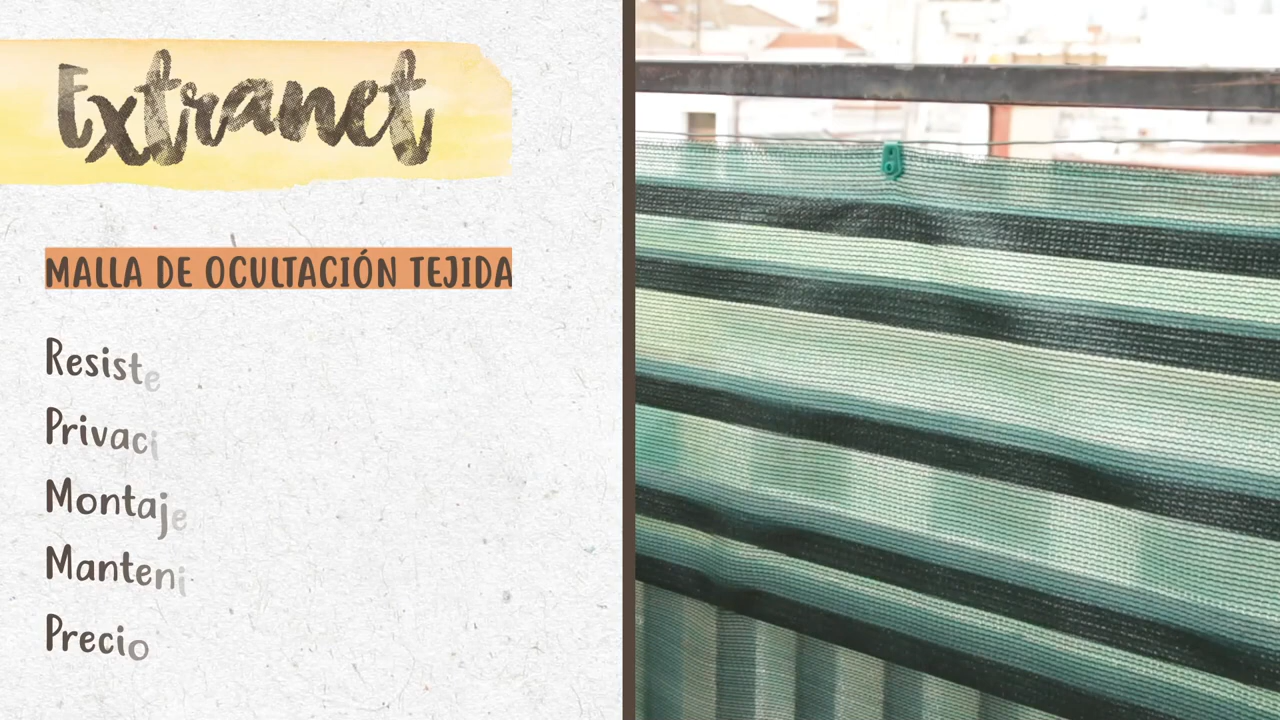 Extranet
MALLA DE OCULTACIÓN TEJIDA
Resiste
Privaci
Montaje
Manteni
Precio